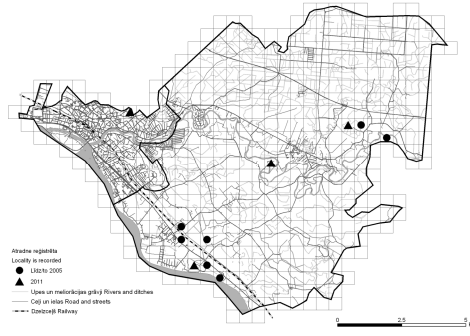 Atradne reģistrēta
Locality is recorded
Līdz/to 2005
2011
Upes un meliorācijas grāvji Rivers and ditches
Ceļi un ielas Road and streets
Dzelzceļš Railway
0 2.5 5